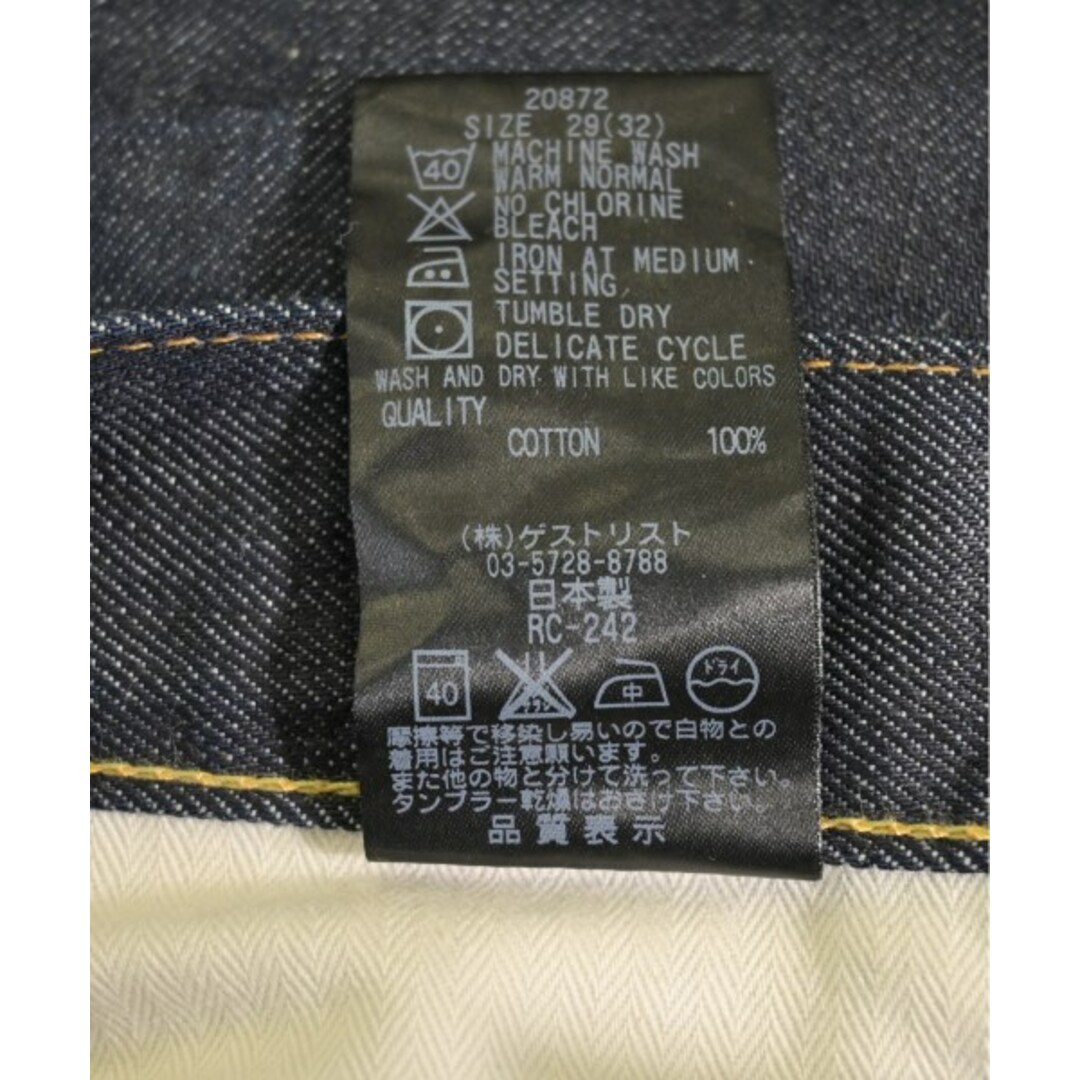 20872
SIZE 29(32)
40 MACHINE WASH
WARM NORMAL
NO CHLORINE
BLEACH
IRON AT MEDIUM
SETTING
TUMBLE DRY
DELICATE CYCLE
WASH AND DRY WITH LIKE COLORS
QUALITY
COTTON 100%
(株)ゲストリスト
03-5728-8788
日本製
RC-242
40 中 ドライ
摩擦等で移染し易いので白物との
着用はご注意願います。
また他の物と分けて洗って下さい。
タンブラー乾燥はおさけ下さい。
品質表示